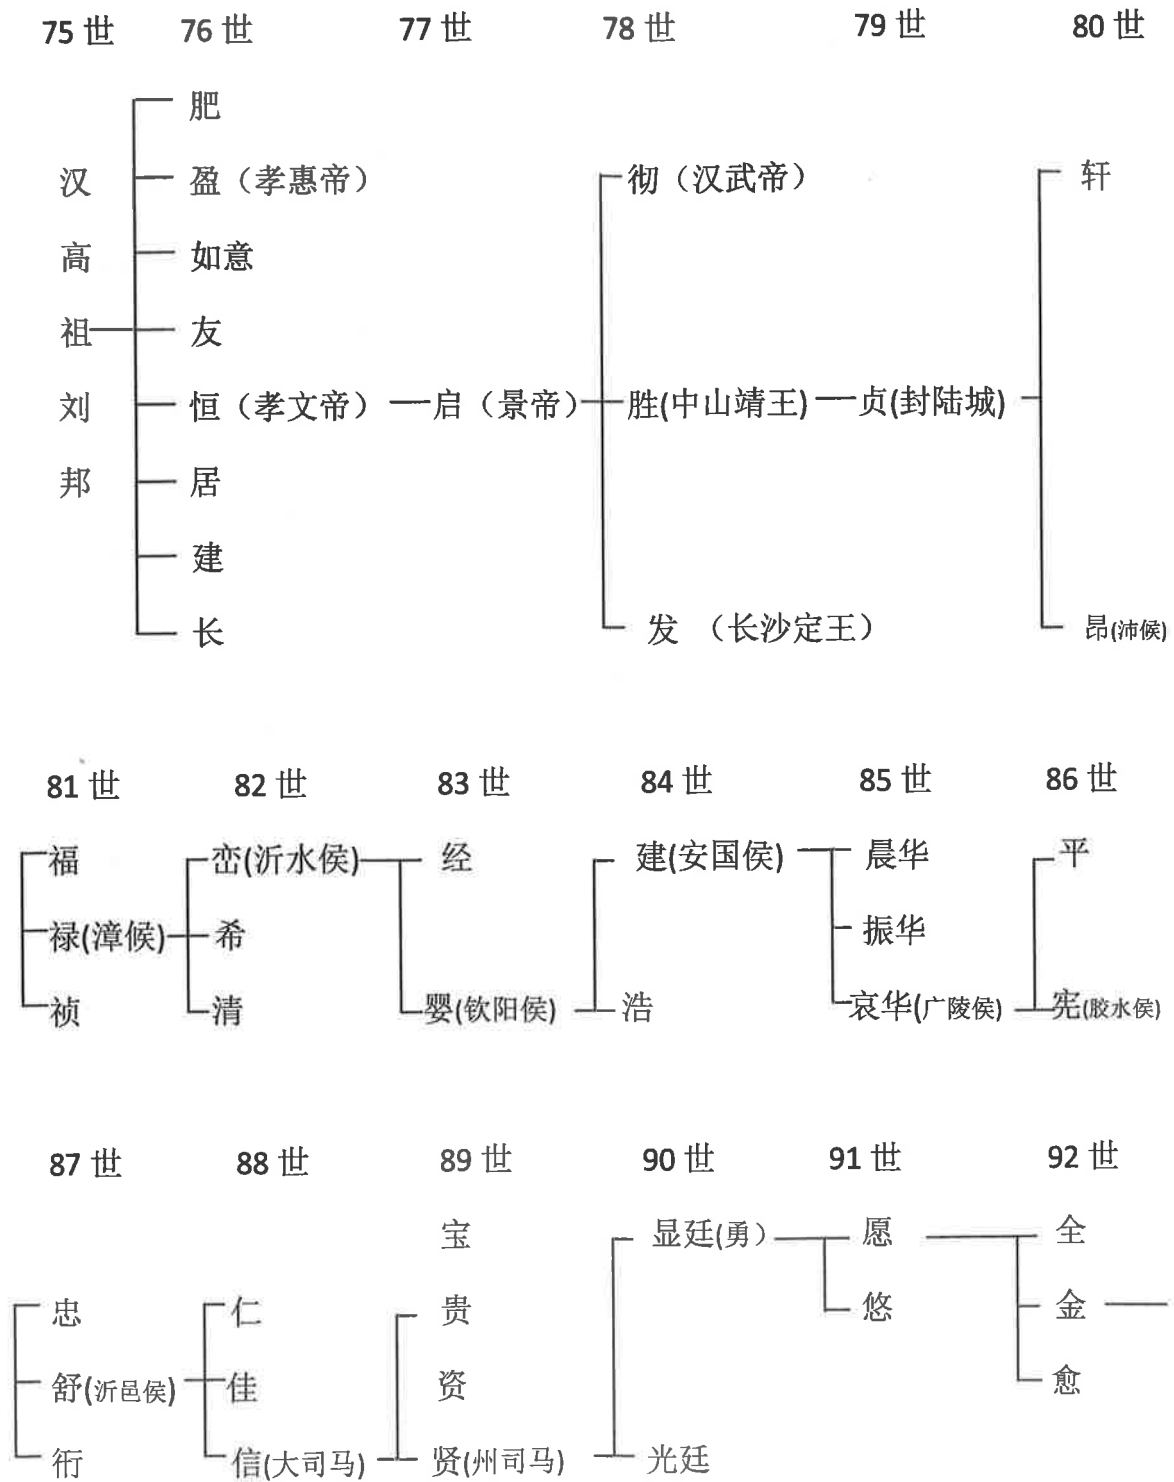 75世 76世 77世 78世 79世 80世
肥
汉 盈（孝惠帝） 彻（汉武帝） 轩
高 如意
祖 友
刘 恒（孝文帝） 启（景帝） 胜(中山靖王) 贞(封陆城)
邦 居
建
长 发 （长沙定王） 昂(沛候)
81世 82世 83世 84世 85世 86世
福 峦(沂水侯) 经 建(安国侯) 晨华 平
禄(漳候) 希 振华
祯 清 婴(钦阳侯) 浩 哀华(广陵侯) 宪(胶水侯)
87世 88世 89世 90世 91世 92世
宝 显廷(勇） 愿 全
忠 仁 贵 悠 金
舒(沂邑侯) 佳 资 愈
衍 信(大司马) 贤(州司马) 光廷